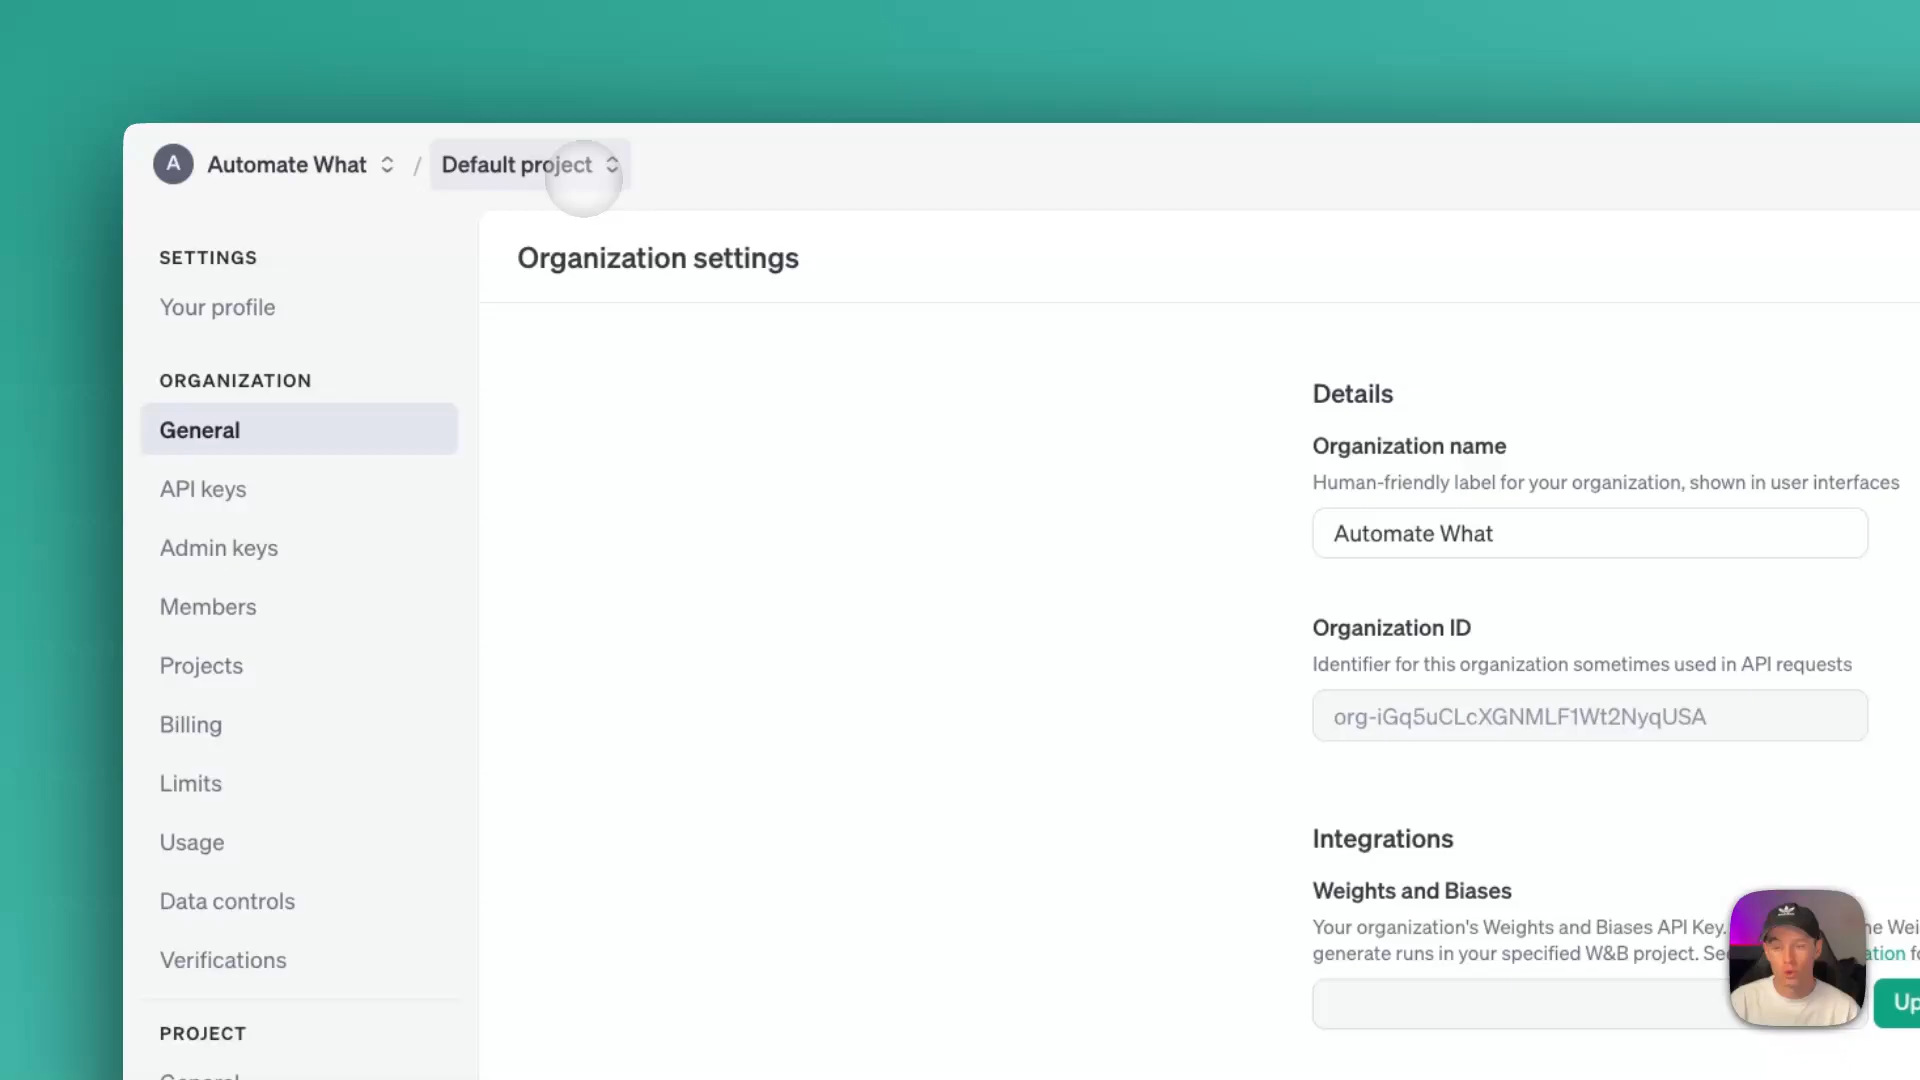 A Automate What / Default project
SETTINGS
Your profile
ORGANIZATION
General
API keys
Admin keys
Members
Projects
Billing
Limits
Usage
Data controls
Verifications
PROJECT
General
Organization settings
Details
Organization name
Human-friendly label for your organization, shown in user interfaces
Automate What
Organization ID
Identifier for this organization sometimes used in API requests
org-iGq5uCLcXGNMLF1Wt2NyqUSA
Integrations
Weights and Biases
Your organization's Weights and Biases API Key.
generate runs in your specified W&B project.